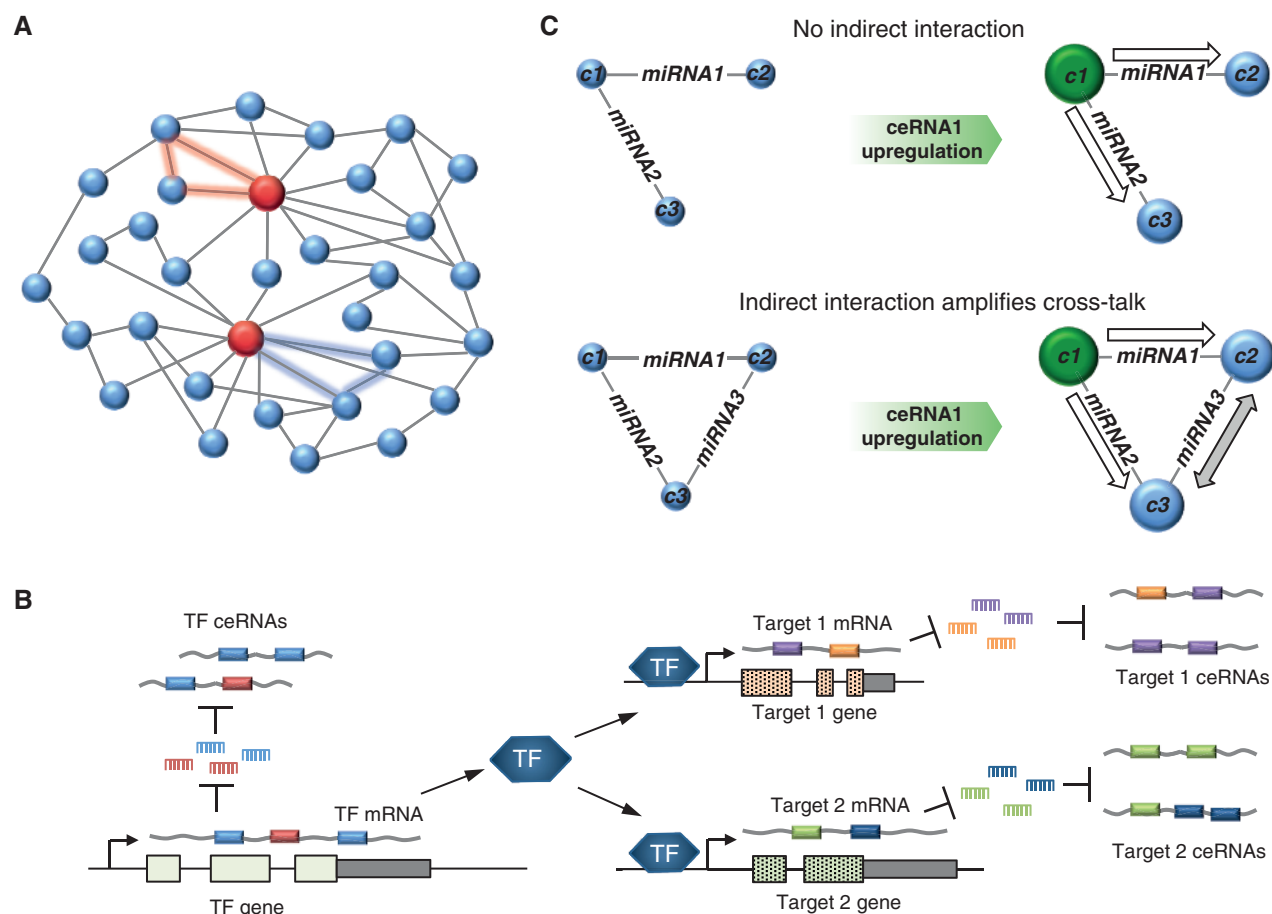 A
C
No indirect interaction
c1
miRNA1
c2
miRNA2
c3
ceRNA1
upregulation
c1
miRNA1
c2
miRNA2
c3
Indirect interaction amplifies cross-talk
c1
miRNA1
c2
miRNA2
miRNA3
c3
ceRNA1
upregulation
c1
miRNA1
c2
miRNA2
miRNA3
c3
B
TF ceRNAs
TF mRNA
TF gene
TF
TF
Target 1 mRNA
Target 1 gene
Target 1 ceRNAs
TF
Target 2 mRNA
Target 2 gene
Target 2 ceRNAs